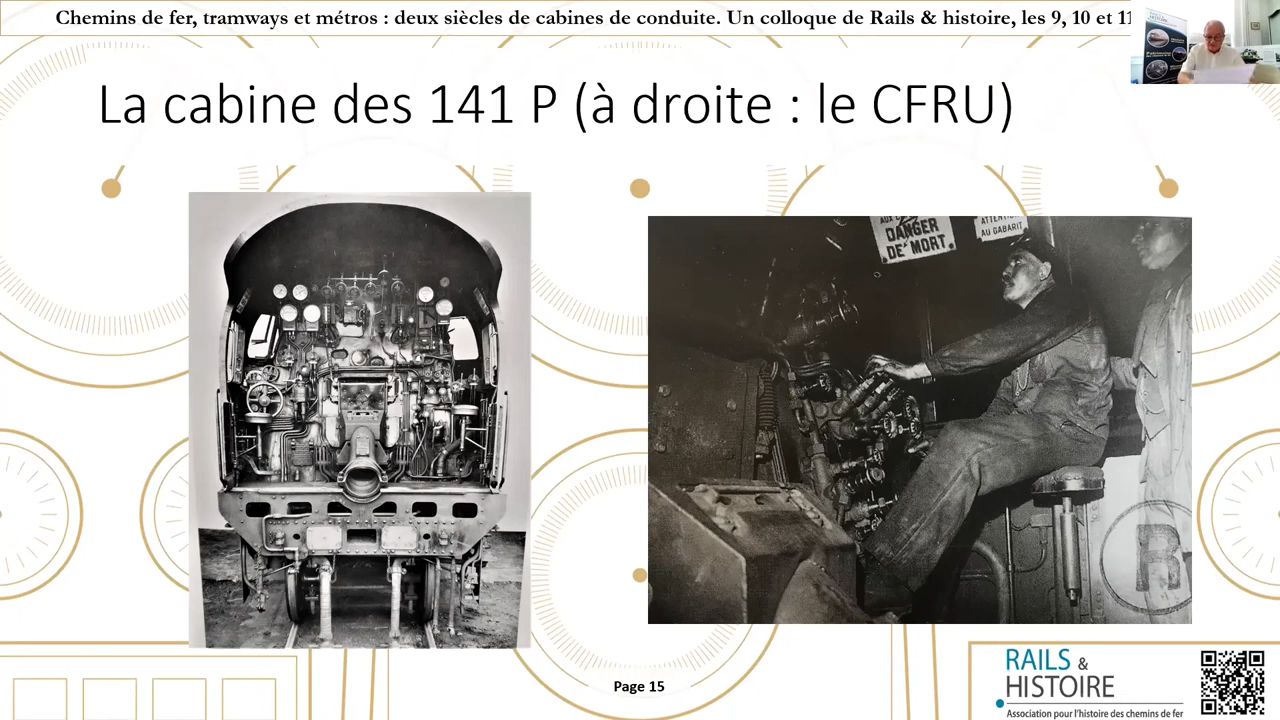 Chemins de fer, tramways et métros : deux siècles de cabines de conduite. Un colloque de Rails & histoire, les 9, 10 et 11
La cabine des 141 P (à droite : le CFRU)
DANGER
DE MORT
AU GABARIT
R
Page 15
RAILS &
HISTOIRE
Association pour l'histoire des chemins de fer